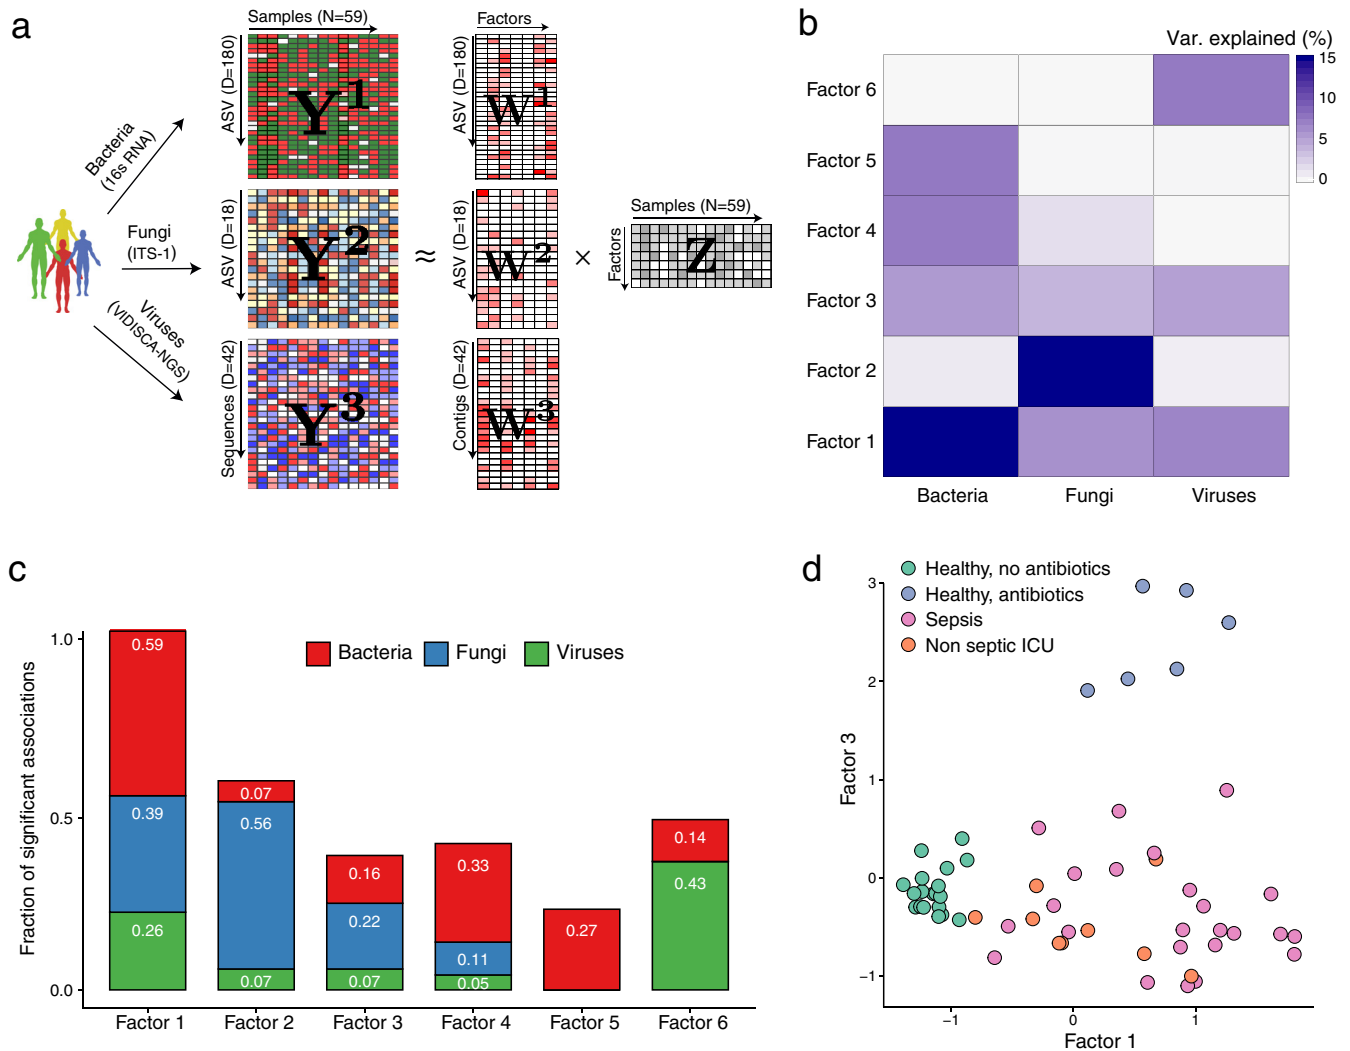 a
Samples (N=59)
Factors
ASV (D=180)
Y1
ASV (D=180)
W1
Bacteria
(16s RNA)
Fungi
(ITS-1)
Viruses
(VIDISCA-NGS)
ASV (D=18)
Y2
≈
ASV (D=18)
W2
×
Samples (N=59)
Factors
Z
Sequences (D=42)
Y3
Contigs (D=42)
W3
b
Var. explained (%)
15
10
5
0
Factor 6
Factor 5
Factor 4
Factor 3
Factor 2
Factor 1
Bacteria
Fungi
Viruses
c
Fraction of significant associations
1.0
0.5
0.0
Bacteria
Fungi
Viruses
0.59
0.39
0.26
0.07
0.56
0.07
0.16
0.22
0.07
0.33
0.11
0.05
0.27
0.14
0.43
Factor 1
Factor 2
Factor 3
Factor 4
Factor 5
Factor 6
d
Healthy, no antibiotics
Healthy, antibiotics
Sepsis
Non septic ICU
Factor 3
3
2
1
0
−1
−1
0
1
Factor 1